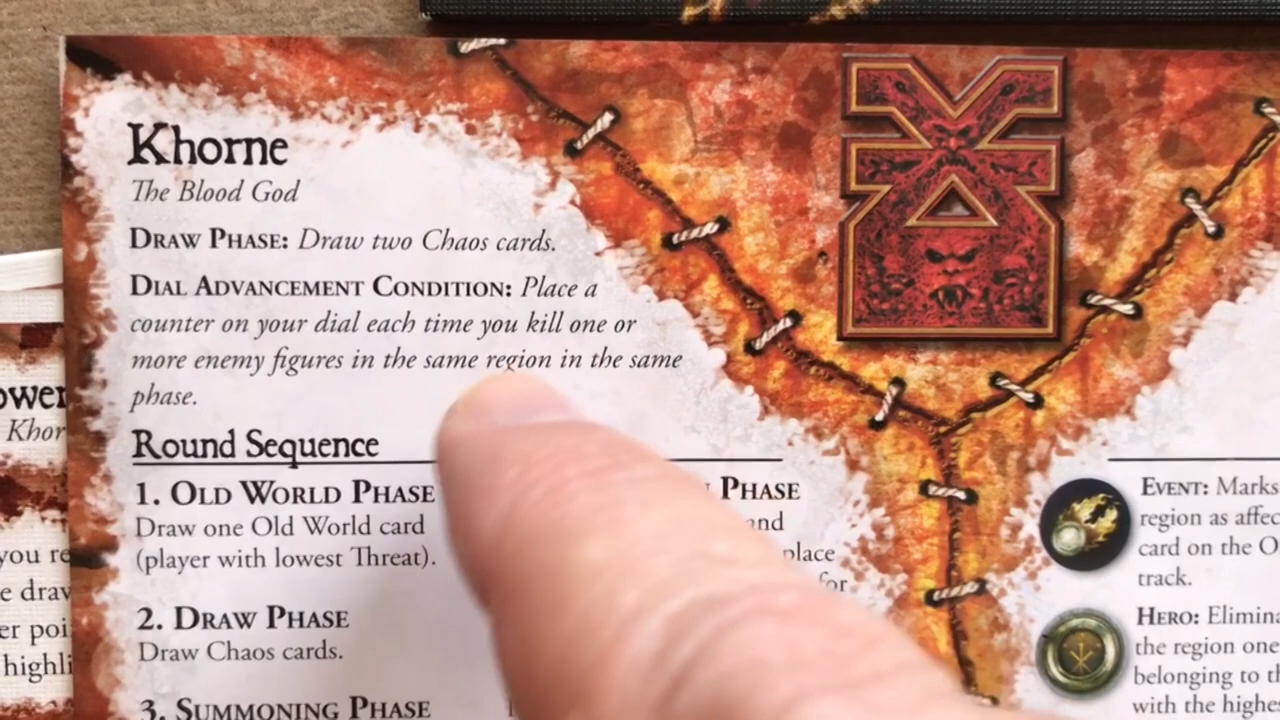 Khorne
The Blood God
DRAW PHASE: Draw two Chaos cards.
DIAL ADVANCEMENT CONDITION: Place a
counter on your dial each time you kill one or
more enemy figures in the same region in the same
phase.
Round Sequence
1. OLD WORLD PHASE
Draw one Old World card
(player with lowest Threat).
2. DRAW PHASE
Draw Chaos cards.
3. SUMMONING PHASE
PHASE
and
place
for
EVENT: Marks
region as affec
card on the O
track.
HERO: Elimina
the region one
belonging to th
with the highes
ower
Khor
you re
e draw
er poi
highli